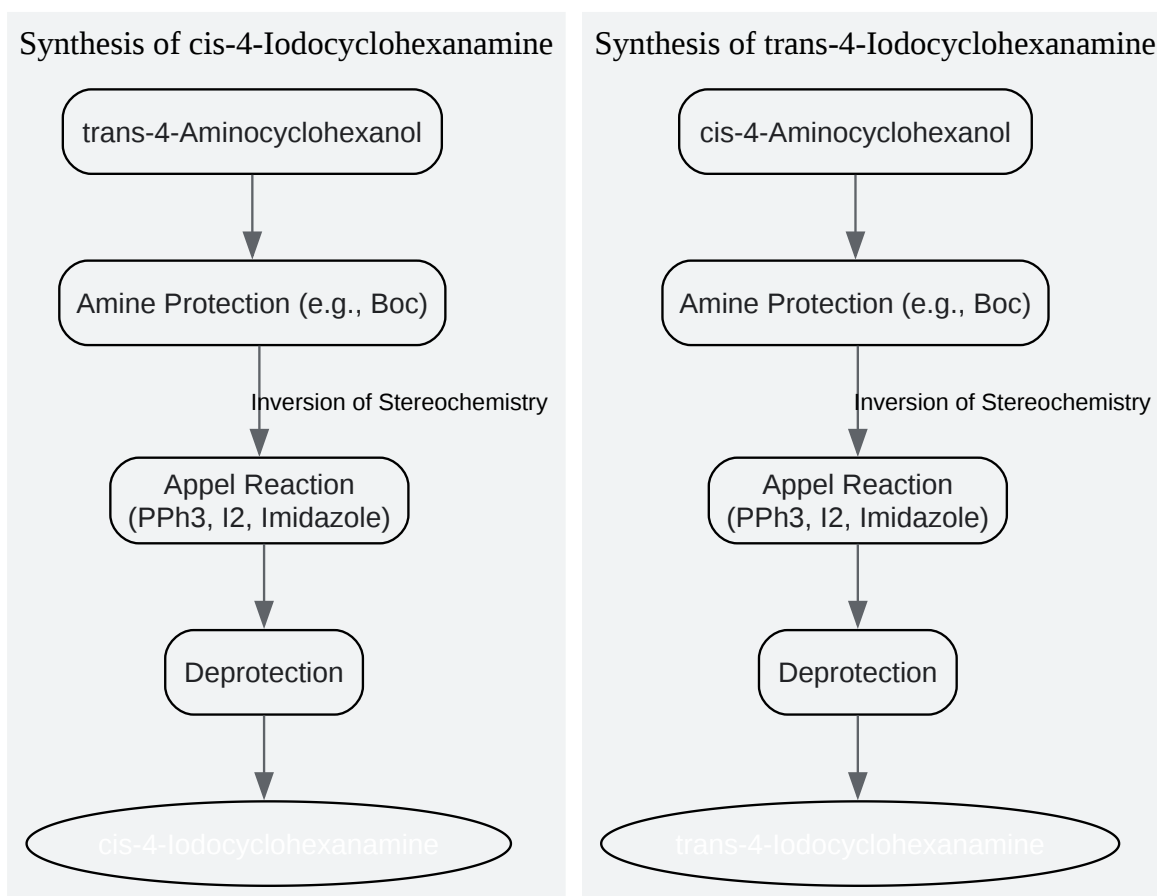 Synthesis of cis-4-Iodocyclohexanamine
trans-4-Aminocyclohexanol
Amine Protection (e.g., Boc)
Inversion of Stereochemistry
Appel Reaction
(PPh3, I2, Imidazole)
Deprotection
cis-4-Iodocyclohexanamine
Synthesis of trans-4-Iodocyclohexanamine
cis-4-Aminocyclohexanol
Amine Protection (e.g., Boc)
Inversion of Stereochemistry
Appel Reaction
(PPh3, I2, Imidazole)
Deprotection
trans-4-Iodocyclohexanamine